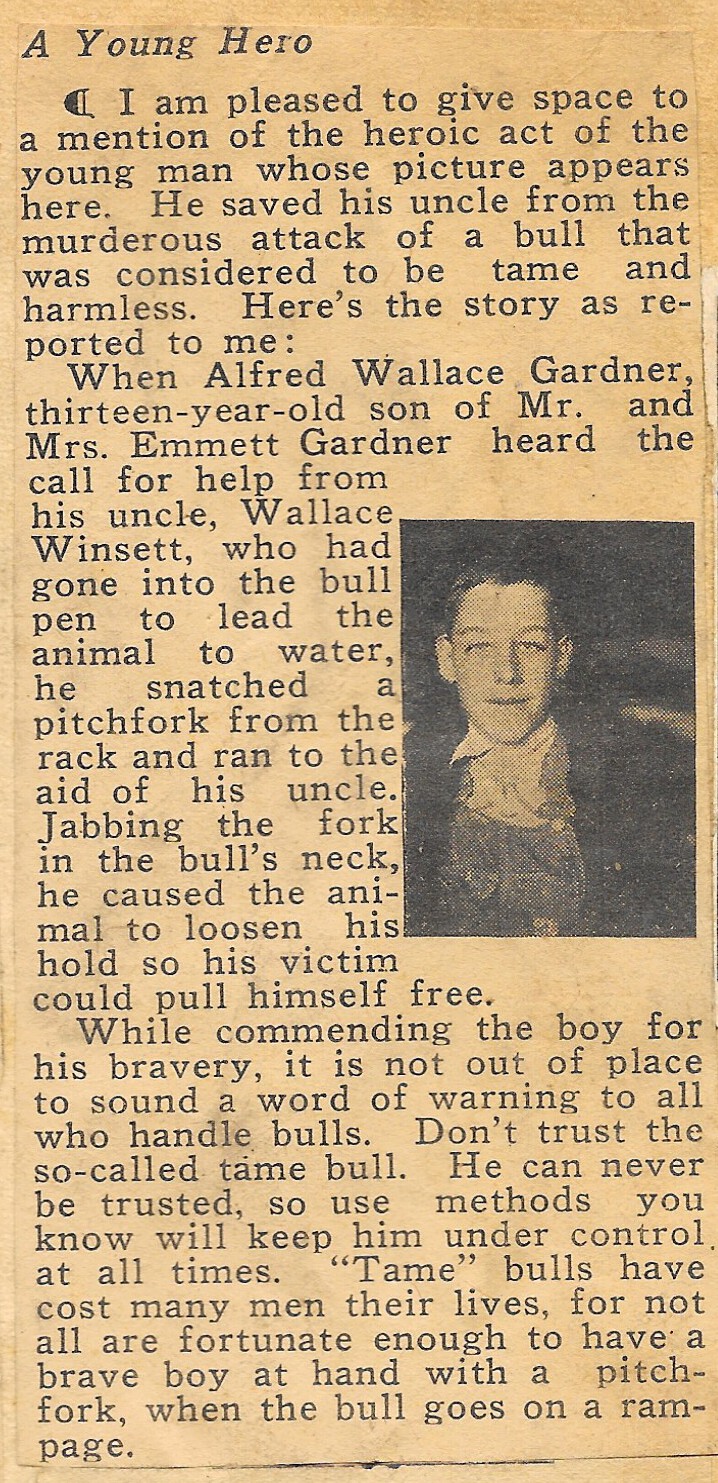 A Young Hero
¶ I am pleased to give space to
a mention of the heroic act of the
young man whose picture appears
here. He saved his uncle from the
murderous attack of a bull that
was considered to be tame and
harmless. Here's the story as re-
ported to me:
When Alfred Wallace Gardner,
thirteen-year-old son of Mr. and
Mrs. Emmett Gardner heard the
call for help from
his uncle, Wallace
Winsett, who had
gone into the bull
pen to lead the
animal to water,
he snatched a
pitchfork from the
rack and ran to the
aid of his uncle.
Jabbing the fork
in the bull's neck,
he caused the ani-
mal to loosen his
hold so his victim
could pull himself free.
While commending the boy for
his bravery, it is not out of place
to sound a word of warning to all
who handle bulls. Don't trust the
so-called tame bull. He can never
be trusted, so use methods you
know will keep him under control
at all times. “Tame” bulls have
cost many men their lives, for not
all are fortunate enough to have a
brave boy at hand with a pitch-
fork, when the bull goes on a ram-
page.